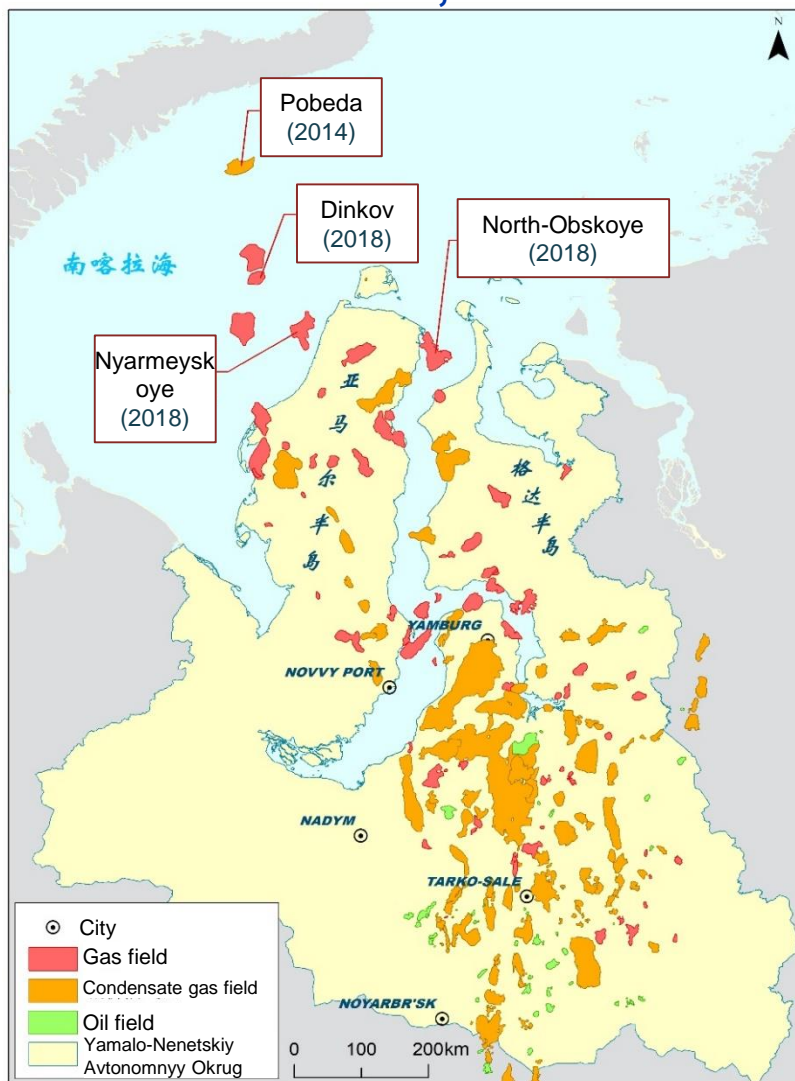 N
Pobeda
(2014)
Dinkov
(2018)
North-Obskoye
(2018)
南喀拉海
Nyarmeysk
oye
(2018)
亚马尔半岛
格达半岛
YAMBURG
NOVVY PORT
NADYM
TARKO-SALE
NOYARBR'SK
City
Gas field
Condensate gas field
Oil field
Yamalo-Nenetskiy
Avtonomnyy Okrug
0 100 200km